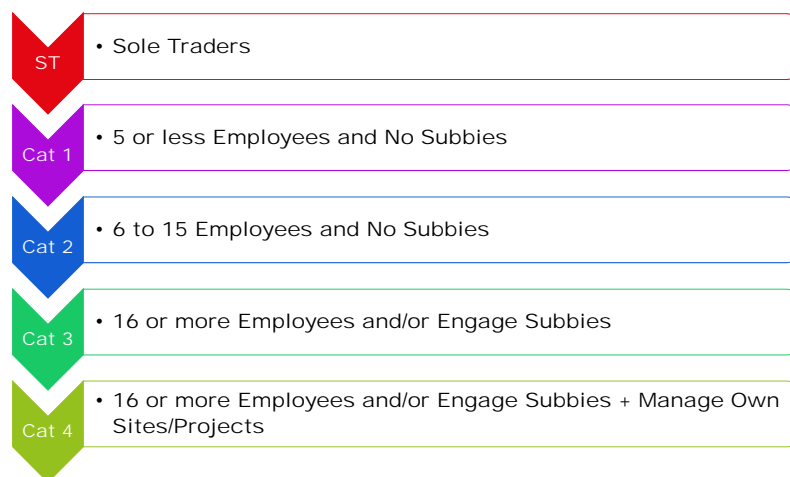 ST
• Sole Traders
Cat 1
• 5 or less Employees and No Subbies
Cat 2
• 6 to 15 Employees and No Subbies
Cat 3
• 16 or more Employees and/or Engage Subbies
Cat 4
• 16 or more Employees and/or Engage Subbies + Manage Own
Sites/Projects